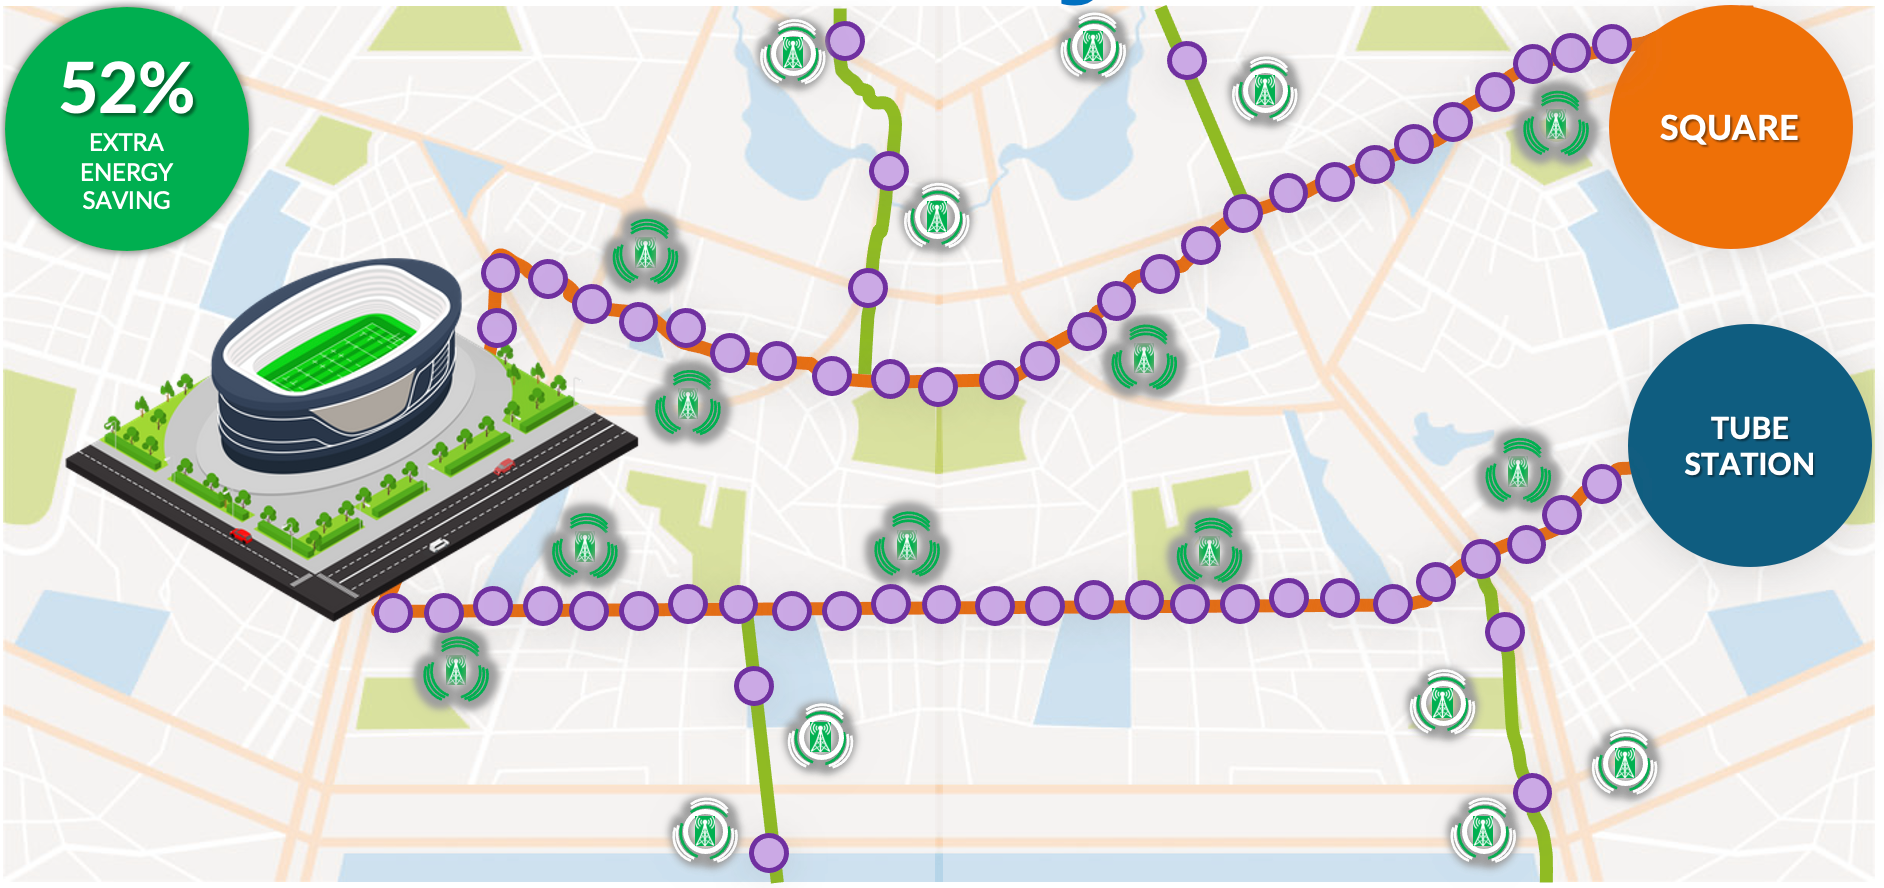 52%
EXTRA
ENERGY
SAVING
SQUARE
TUBE
STATION